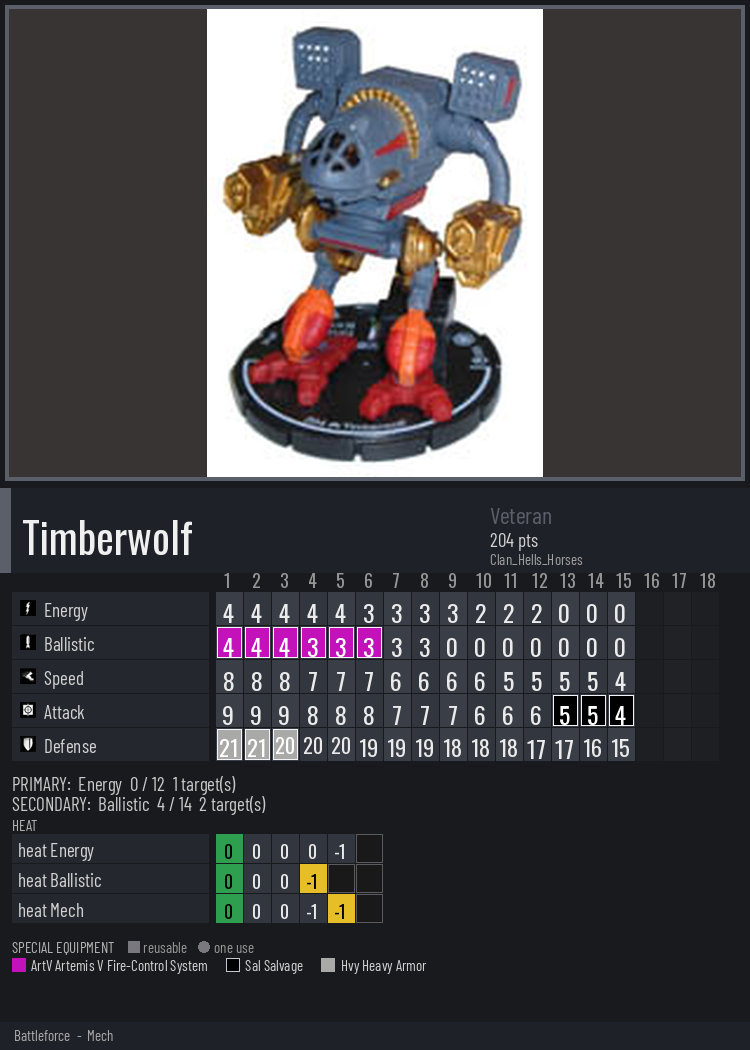 Timberwolf
Veteran
204 pts
Clan_Hells_Horses
1 2 3 4 5 6 7 8 9 10 11 12 13 14 15 16 17 18
Energy 4 4 4 4 4 3 3 3 3 2 2 2 0 0 0
Ballistic 4 4 4 3 3 3 3 3 0 0 0 0 0 0 0
Speed 8 8 8 7 7 7 6 6 6 6 5 5 5 5 4
Attack 9 9 9 8 8 8 7 7 7 6 6 6 5 5 4
Defense 21 21 20 20 20 19 19 19 18 18 18 17 17 16 15
PRIMARY: Energy 0 / 12 1 target(s)
SECONDARY: Ballistic 4 / 14 2 target(s)
HEAT
heat Energy 0 0 0 0 -1
heat Ballistic 0 0 0 -1
heat Mech 0 0 0 -1 -1
SPECIAL EQUIPMENT reusable one use
ArtV Artemis V Fire-Control System Sal Salvage Hvy Heavy Armor
Battleforce - Mech